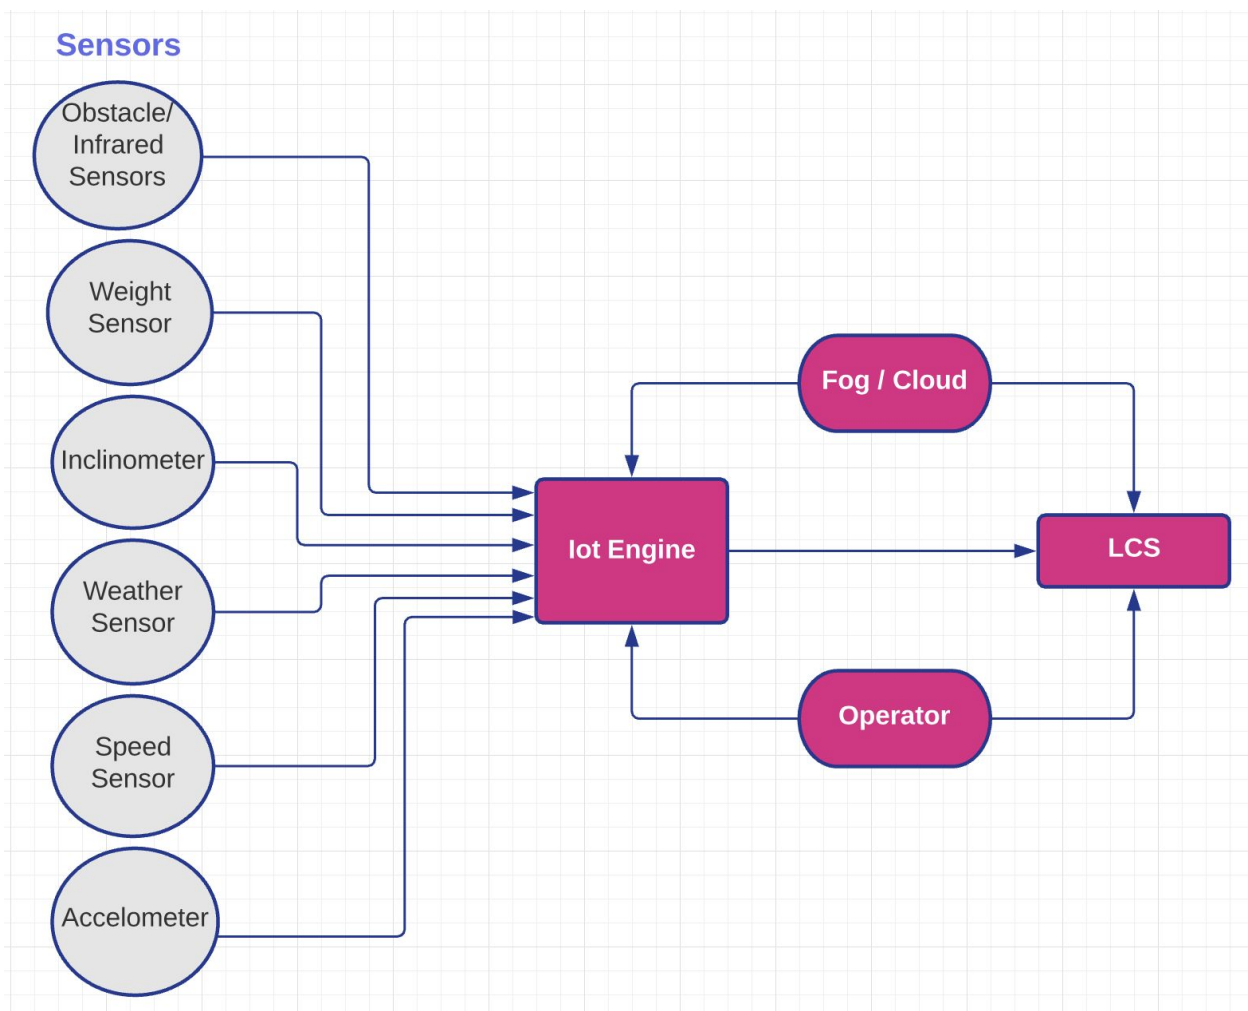 Sensors
Obstacle/
Infrared
Sensors
Weight
Sensor
Inclinometer
Weather
Sensor
Speed
Sensor
Accelometer
Fog / Cloud
Iot Engine
LCS
Operator